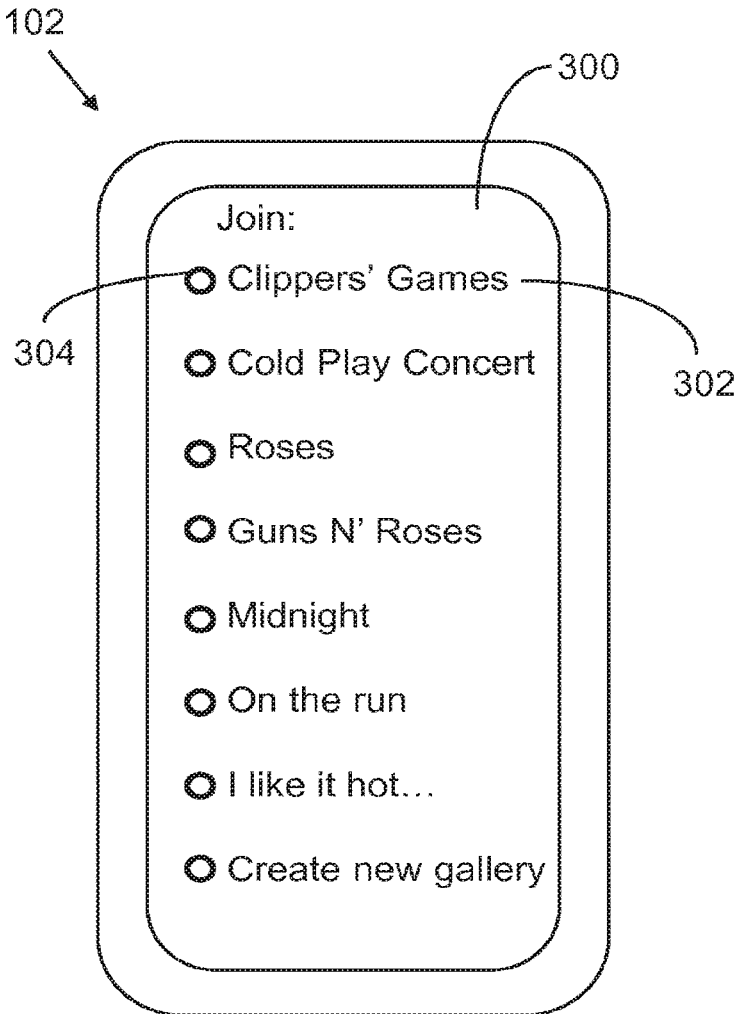 102
300
Join:
Clippers’ Games
304
Cold Play Concert
302
Roses
Guns N’ Roses
Midnight
On the run
I like it hot…
Create new gallery